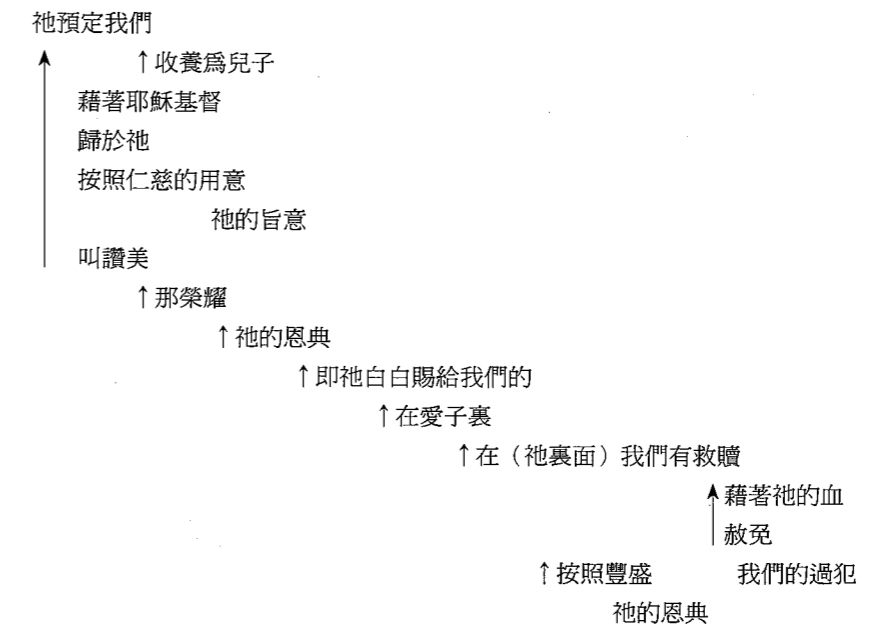 祂預定我們
↑收養爲兒子
藉著耶穌基督
歸於祂
按照仁慈的用意
祂的旨意
叫讚美
↑那榮耀
↑祂的恩典
↑即祂白白賜給我們的
↑在愛子裏
↑在（祂裏面）我們有救贖
藉著祂的血
赦免
↑按照豐盛 我們的過犯
祂的恩典